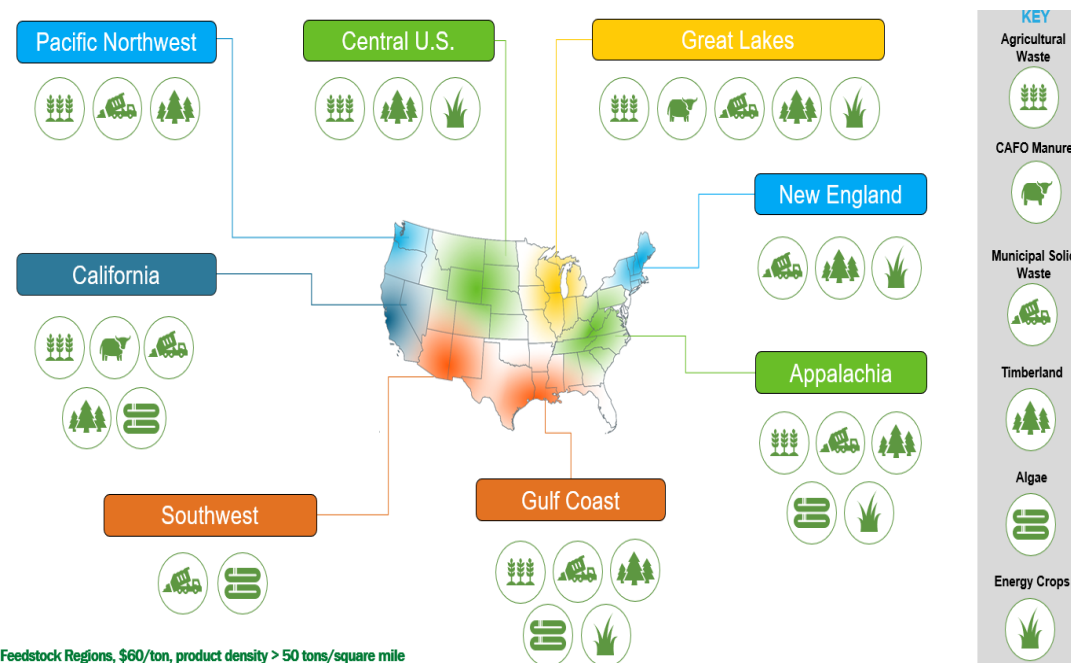 Pacific Northwest
Central U.S.
Great Lakes
New England
California
Appalachia
Southwest
Gulf Coast
Feedstock Regions, $60/ton, product density > 50 tons/square mile
KEY
Agricultural
Waste
CAFO Manure
Municipal Solid
Waste
Timberland
Algae
Energy Crops